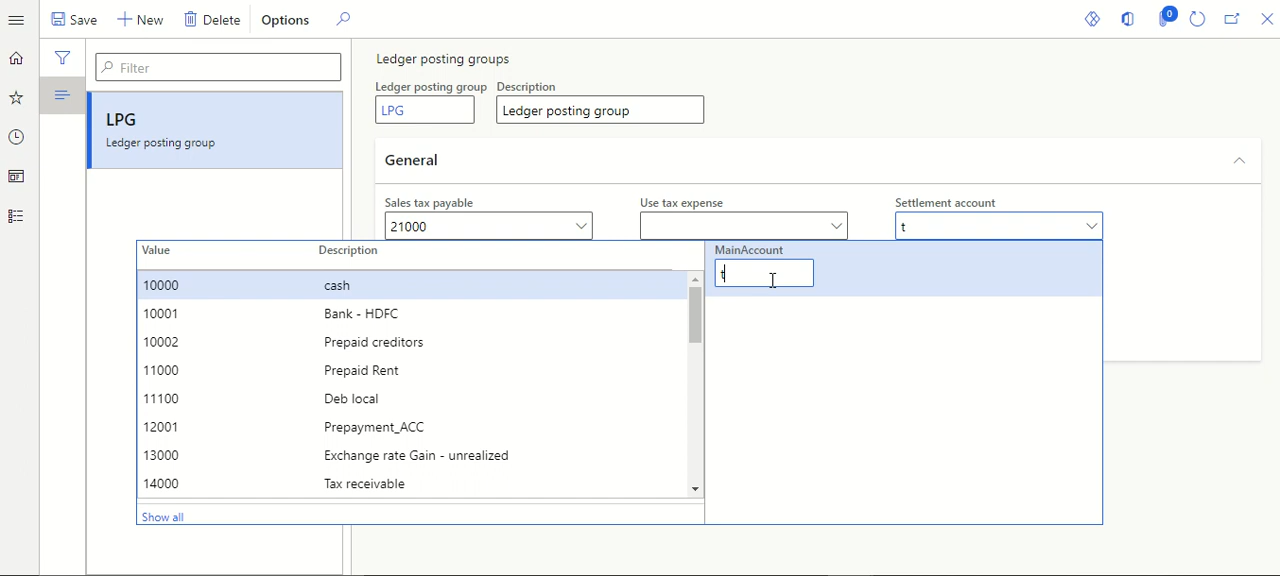 Save New Delete Options 0
Filter
LPG
Ledger posting group
Ledger posting groups
Ledger posting group Description
LPG Ledger posting group
General
Sales tax payable Use tax expense Settlement account
21000 t
Value Description MainAccount
t
10000 cash
10001 Bank - HDFC
10002 Prepaid creditors
11000 Prepaid Rent
11100 Deb local
12001 Prepayment_ACC
13000 Exchange rate Gain - unrealized
14000 Tax receivable
Show all